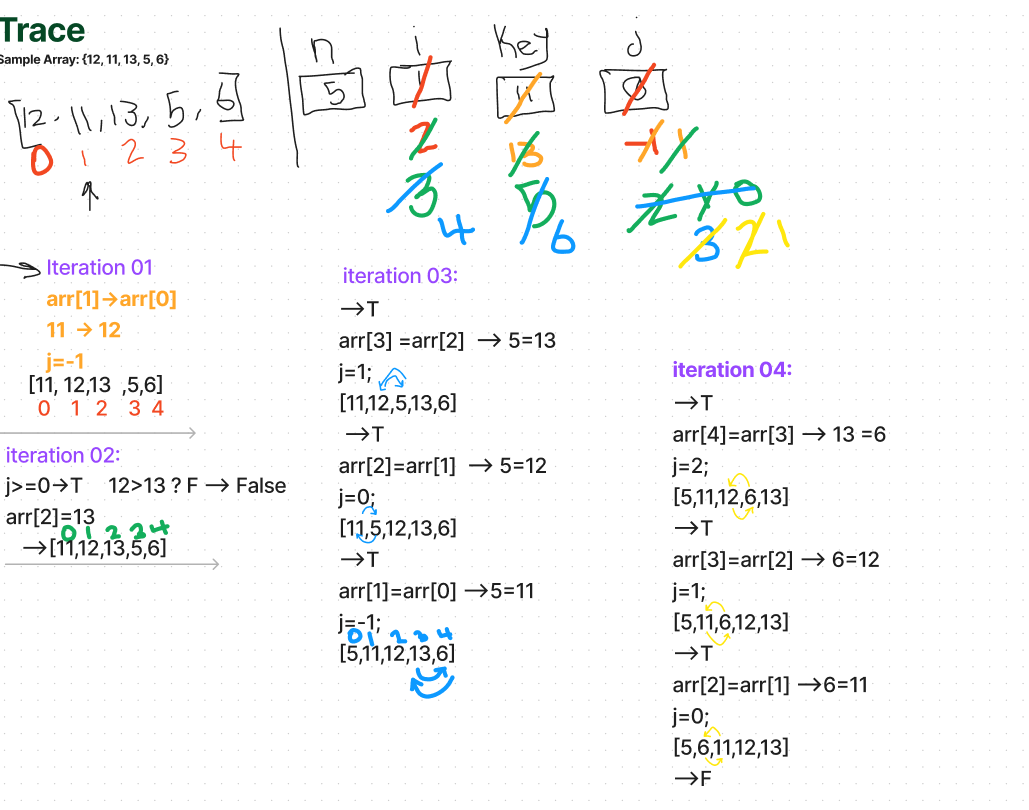 Trace
Sample Array: {12, 11, 13, 5, 6}
[12, 11, 13, 5, 6]
0 1 2 3 4
n i Key j
5 1 11 0
2 13 -1 1
3 5 2 1 0
4 6 3 2 1
Iteration 01
arr[1]→arr[0]
11 → 12
j=-1
[11, 12,13 ,5,6]
0 1 2 3 4
iteration 02:
j>=0→T 12>13 ? F → False
arr[2]=13
0 1 2 3 4
→[11,12,13,5,6]
iteration 03:
→T
arr[3] =arr[2] → 5=13
j=1;
[11,12,5,13,6]
→T
arr[2]=arr[1] → 5=12
j=0;
[11,5,12,13,6]
→T
arr[1]=arr[0] →5=11
j=-1;
0 1 2 3 4
[5,11,12,13,6]
iteration 04:
→T
arr[4]=arr[3] → 13 =6
j=2;
[5,11,12,6,13]
→T
arr[3]=arr[2] → 6=12
j=1;
[5,11,6,12,13]
→T
arr[2]=arr[1] →6=11
j=0;
[5,6,11,12,13]
→F